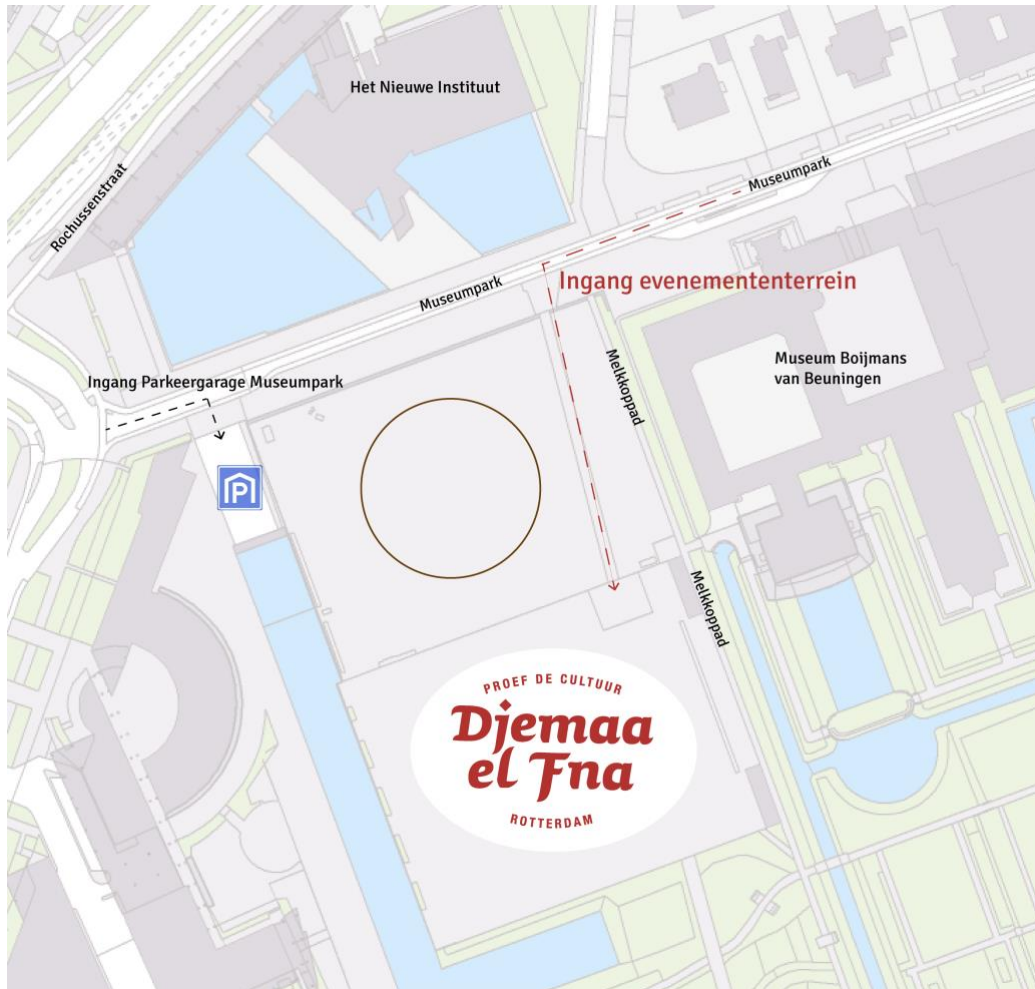 Het Nieuwe Instituut
Rochussenstraat
Museumpark
Museumpark
Ingang evenemententerrein
Ingang Parkeergarage Museumpark
Melkkoppad
Museum Boijmans
van Beuningen
P
Melkkoppad
PROEF DE CULTUUR
Djemaa
el Fna
ROTTERDAM